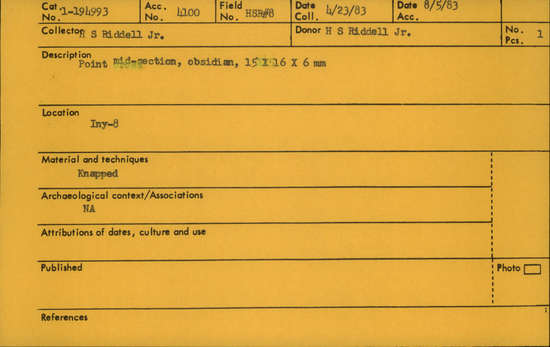 Cat. No. 1-194993 Acc. No. 4100 Field No. HSR#8 Date Coll. 4/23/83 Date Acc. 8/5/83
Collector H S Riddell Jr. Donor H S Riddell Jr. No. Pcs. 1
Description
Point mid-section, obsidian, 15 X 16 X 6 mm
Location
Iny-8
Material and techniques
Knapped
Archaeological context/Associations
NA
Attributions of dates, culture and use
Published Photo
References